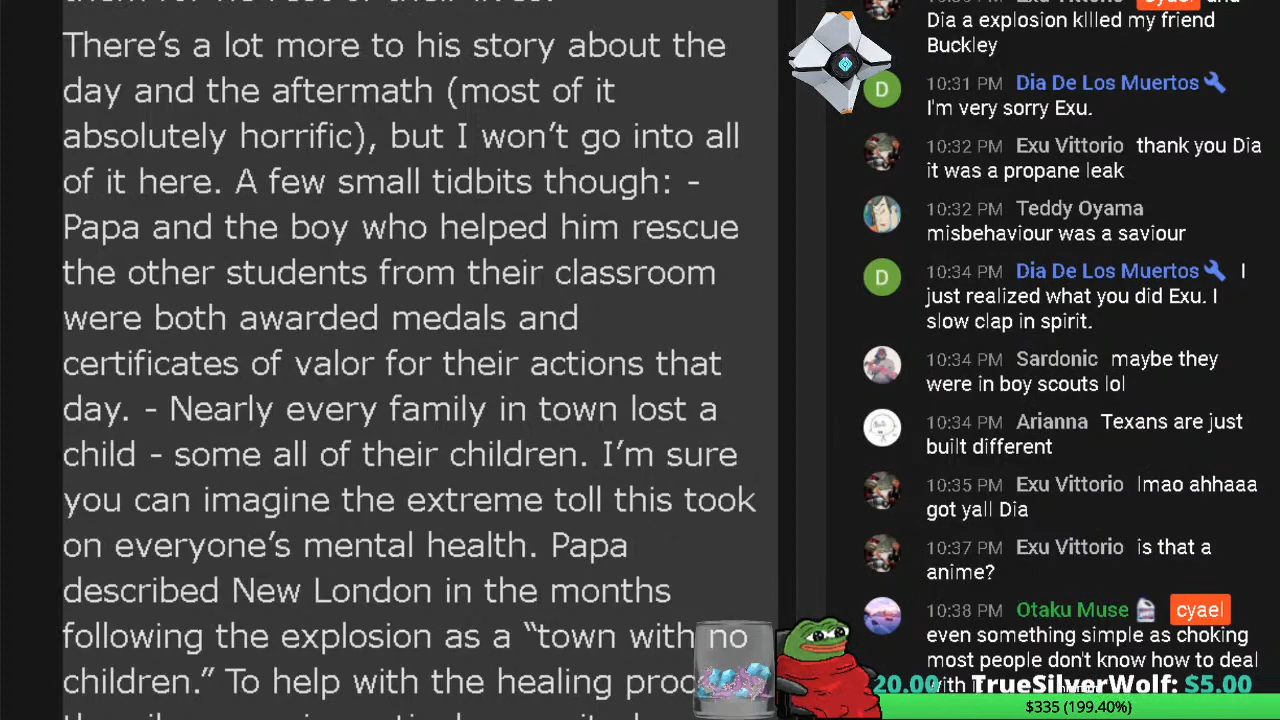 them for he rest of their lives.
There's a lot more to his story about the
day and the aftermath (most of it
absolutely horrific), but I won't go into all
of it here. A few small tidbits though: -
Papa and the boy who helped him rescue
the other students from their classroom
were both awarded medals and
certificates of valor for their actions that
day. - Nearly every family in town lost a
child - some all of their children. I'm sure
you can imagine the extreme toll this took
on everyone's mental health. Papa
described New London in the months
following the explosion as a “town with no
children.” To help with the healing
Dia a explosion kIlled my friend
Buckley
D
10:31 PM Dia De Los Muertos
I'm very sorry Exu.
10:32 PM Exu Vittorio thank you Dia
it was a propane leak
10:32 PM Teddy Oyama
misbehaviour was a saviour
D
10:34 PM Dia De Los Muertos I
just realized what you did Exu. I
slow clap in spirit.
10:34 PM Sardonic maybe they
were in boy scouts lol
10:34 PM Arianna Texans are just
built different
10:35 PM Exu Vittorio lmao ahhaaa
got yall Dia
10:37 PM Exu Vittorio is that a
anime?
10:38 PM Otaku Muse cyael
even something simple as choking
most people don't know how to deal
20.00 TrueSilverWolf: $5.00
$335 (199.40%)